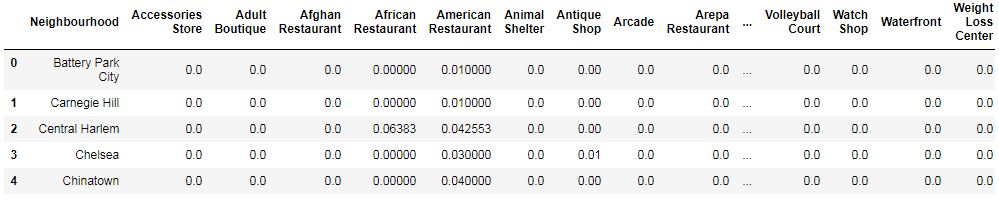 Neighbourhood Accessories Store Adult Boutique Afghan Restaurant African Restaurant American Restaurant Animal Shelter Antique Shop Arcade Arepa Restaurant ... Volleyball Court Watch Shop Waterfront Weight Loss Center
0 Battery Park City 0.0 0.0 0.0 0.00000 0.010000 0.0 0.00 0.0 0.0 ... 0.0 0.0 0.0 0.0
1 Carnegie Hill 0.0 0.0 0.0 0.00000 0.010000 0.0 0.00 0.0 0.0 ... 0.0 0.0 0.0 0.0
2 Central Harlem 0.0 0.0 0.0 0.06383 0.042553 0.0 0.00 0.0 0.0 ... 0.0 0.0 0.0 0.0
3 Chelsea 0.0 0.0 0.0 0.00000 0.030000 0.0 0.01 0.0 0.0 ... 0.0 0.0 0.0 0.0
4 Chinatown 0.0 0.0 0.0 0.00000 0.040000 0.0 0.00 0.0 0.0 ... 0.0 0.0 0.0 0.0